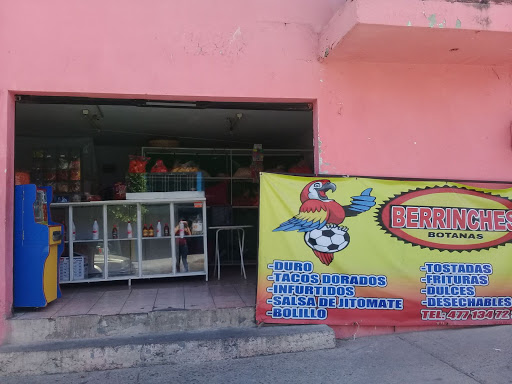 BERRINCHES
BOTANAS
-DURO
-TACOS DORADOS
-INFURTIDOS
-SALSA DE JITOMATE
-BOLILLO
-TOSTADAS
-FRITURAS
-DULCES
-DESECHABLES
TEL: 477 134 72